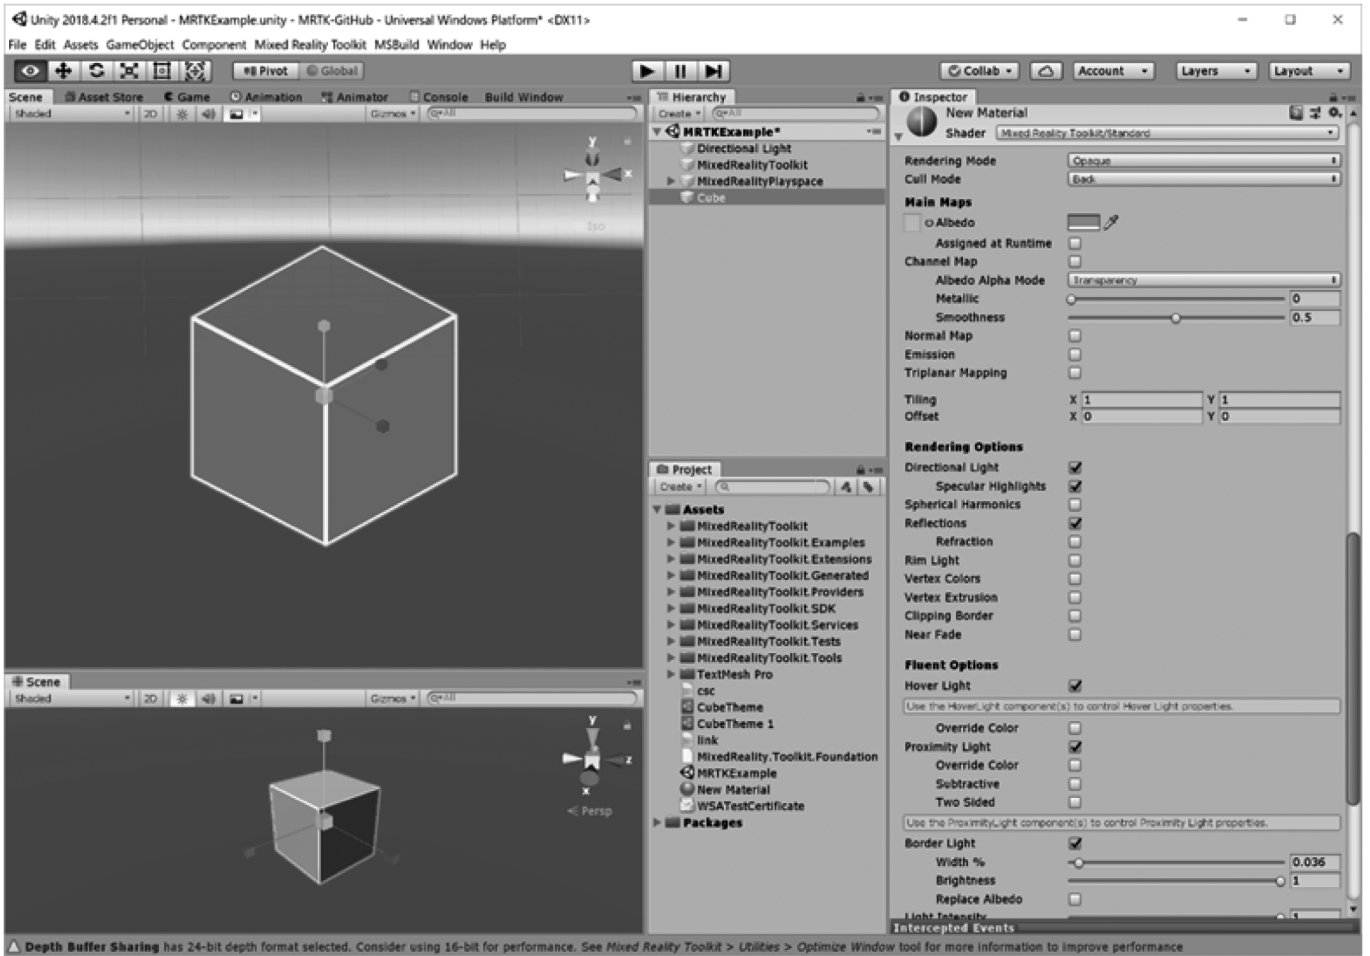 Unity 2018.4.2f1 Personal - MRTKExample.unity - MRTK-GitHub - Universal Windows Platform* <DX11>
File Edit Assets GameObject Component Mixed Reality Toolkit MSBuild Window Help
Pivot Global Collab Account Layers Layout
Scene Asset Store Game Animation Animator Console Build Window
Shaded 2D Gizmos All
y
x
Iso
Scene
Shaded 2D Gizmos All
y
z
x
Persp
Hierarchy
Create All
MRTKExample*
Directional Light
MixedRealityToolkit
MixedRealityPlayspace
Cube
Project
Create
Assets
MixedRealityToolkit
MixedRealityToolkit.Examples
MixedRealityToolkit.Extensions
MixedRealityToolkit.Generated
MixedRealityToolkit.Providers
MixedRealityToolkit.SDK
MixedRealityToolkit.Services
MixedRealityToolkit.Tests
MixedRealityToolkit.Tools
TextMesh Pro
csc
CubeTheme
CubeTheme 1
link
MixedReality.Toolkit.Foundation
MRTKExample
New Material
WSATestCertificate
Packages
Inspector
New Material
Shader Mixed Reality Toolkit/Standard
Rendering Mode Opaque
Cull Mode Back
Main Maps
Albedo
Assigned at Runtime
Channel Map
Albedo Alpha Mode Transparency
Metallic 0
Smoothness 0.5
Normal Map
Emission
Triplanar Mapping
Tiling X 1 Y 1
Offset X 0 Y 0
Rendering Options
Directional Light
Specular Highlights
Spherical Harmonics
Reflections
Refraction
Rim Light
Vertex Colors
Vertex Extrusion
Clipping Border
Near Fade
Fluent Options
Hover Light
Use the HoverLight component(s) to control Hover Light properties.
Override Color
Proximity Light
Override Color
Subtractive
Two Sided
Use the ProximityLight component(s) to control Proximity Light properties.
Border Light
Width % 0.036
Brightness 1
Replace Albedo
Light Intensity 1
Intercepted Events
Depth Buffer Sharing has 24-bit depth format selected. Consider using 16-bit for performance. See Mixed Reality Toolkit > Utilities > Optimize Window tool for more information to improve performance